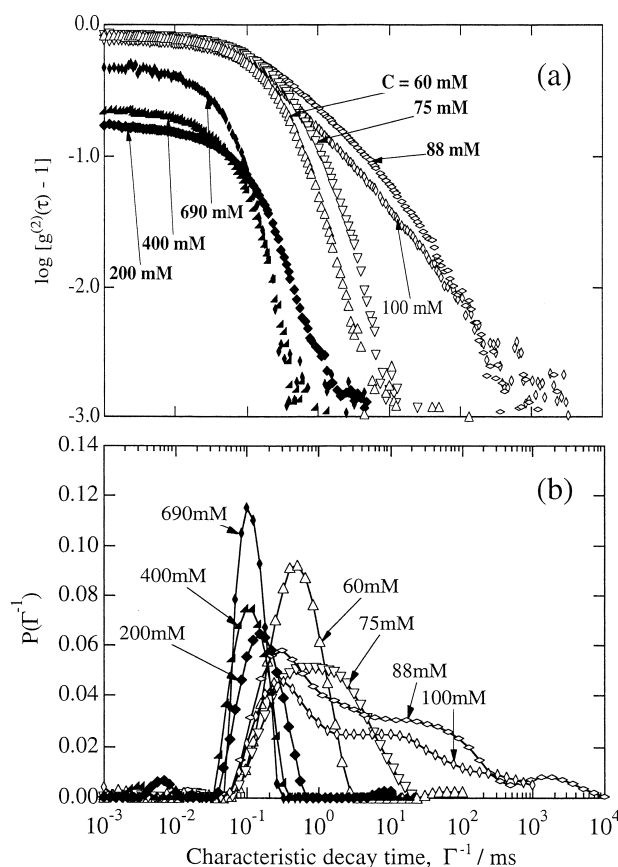 0.0
(a)
C = 60 mM
75 mM
88 mM
-1.0
log [g(2)(τ) - 1]
690 mM
400 mM
200 mM
100 mM
-2.0
-3.0
0.14
(b)
0.12
690mM
0.10
400mM
60mM
0.08
P(Γ-1)
75mM
200mM
0.06
88mM
100mM
0.04
0.02
0.00
10-3 10-2 10-1 100 101 102 103 104
Characteristic decay time, Γ-1 / ms